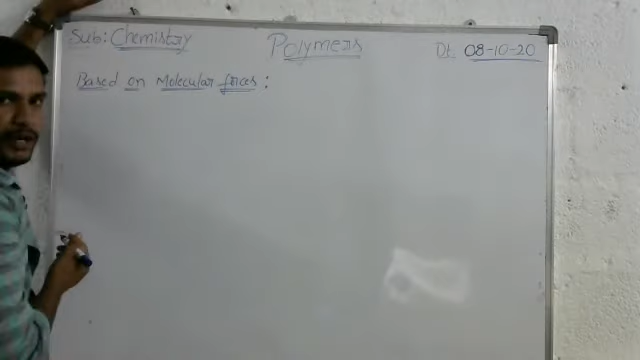 Sub: Chemistry Polymers Dt. 08-10-20
Based on Molecular forces: